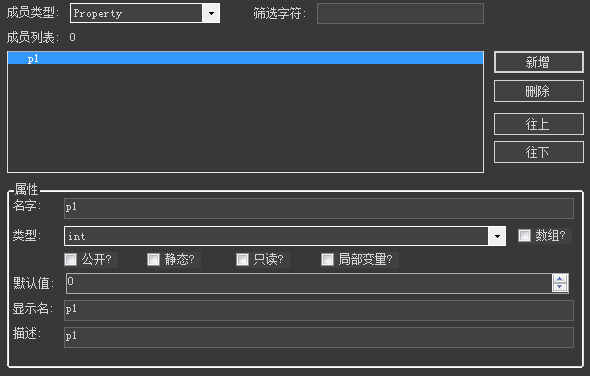 成员类型: Property 筛选字符:
成员列表: 0
p1
新增
删除
往上
往下
属性
名字: p1
类型: int 数组?
公开? 静态? 只读? 局部变量?
默认值: 0
显示名: p1
描述: p1